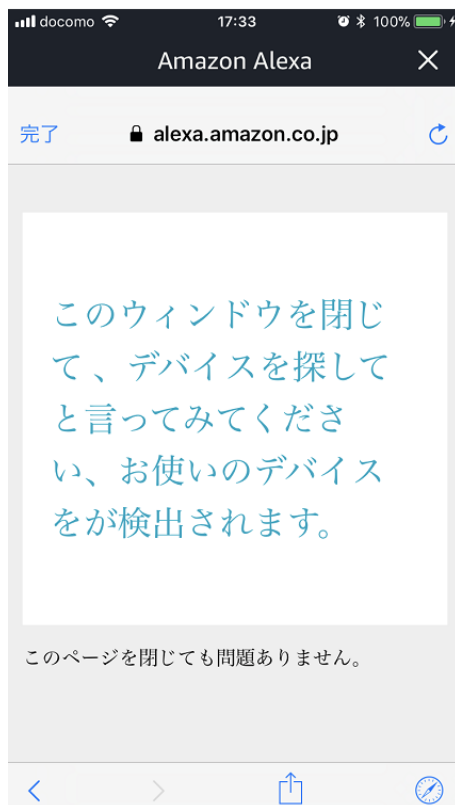 docomo 17:33 100%
Amazon Alexa
完了 alexa.amazon.co.jp
このウィンドウを閉じ
て 、デバイスを探して
と言ってみてくださ
い、お使いのデバイス
をが検出されます。
このページを閉じても問題ありません。